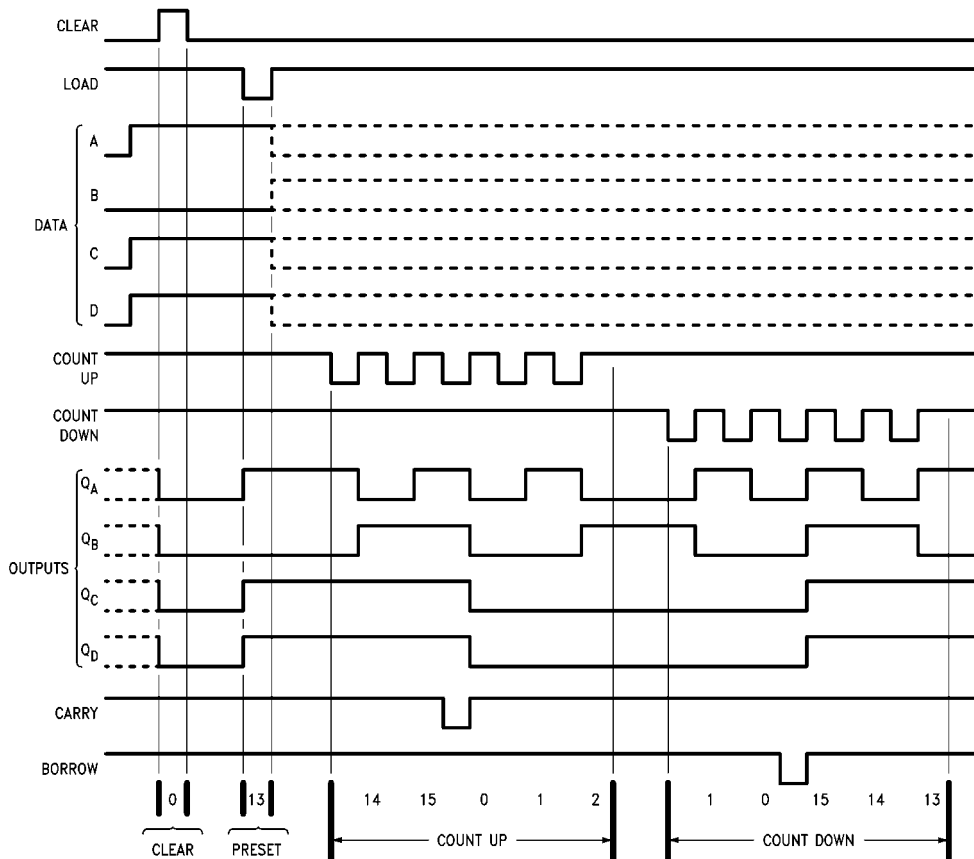 CLEAR
LOAD
A
B
DATA
C
D
COUNT
UP
COUNT
DOWN
QA
QB
OUTPUTS
QC
QD
CARRY
BORROW
0 13 14 15 0 1 2 1 0 15 14 13
CLEAR PRESET COUNT UP COUNT DOWN